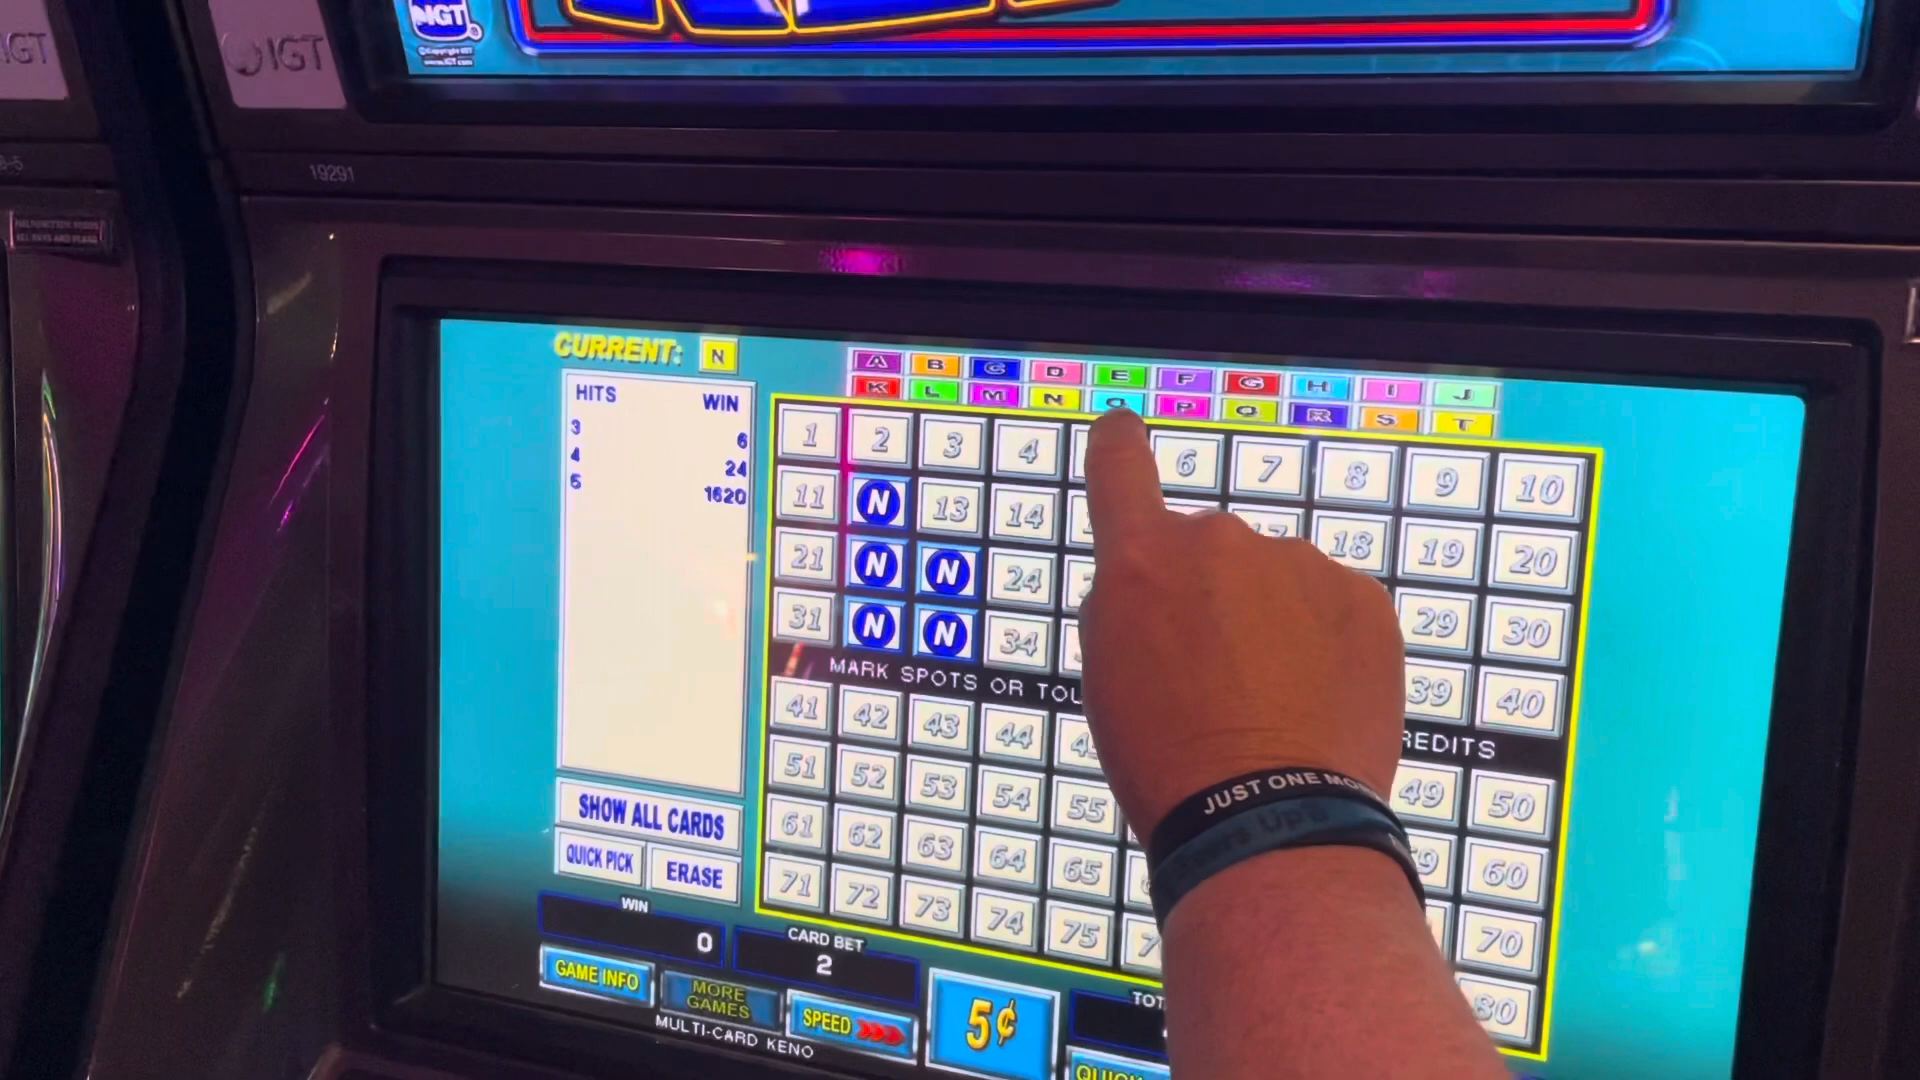 IGT
IGT
IGT
19291
CURRENT: N
A B C D E F G H I J
K L M N O P Q R S T
HITS WIN
3 6
4 24
5 1620
1 2 3 4 6 7 8 9 10
11 N 13 14 17 18 19 20
21 N N 24 29 30
31 N N 34 39 40
MARK SPOTS OR
41 42 43 44 49 50
51 52 53 54 55 60
61 62 63 64 65 70
71 72 73 74 75 80
SHOW ALL CARDS
QUICK PICK ERASE
WIN
0
CARD BET
2
GAME INFO
MORE GAMES
SPEED
5¢
MULTI-CARD KENO
JUST ONE